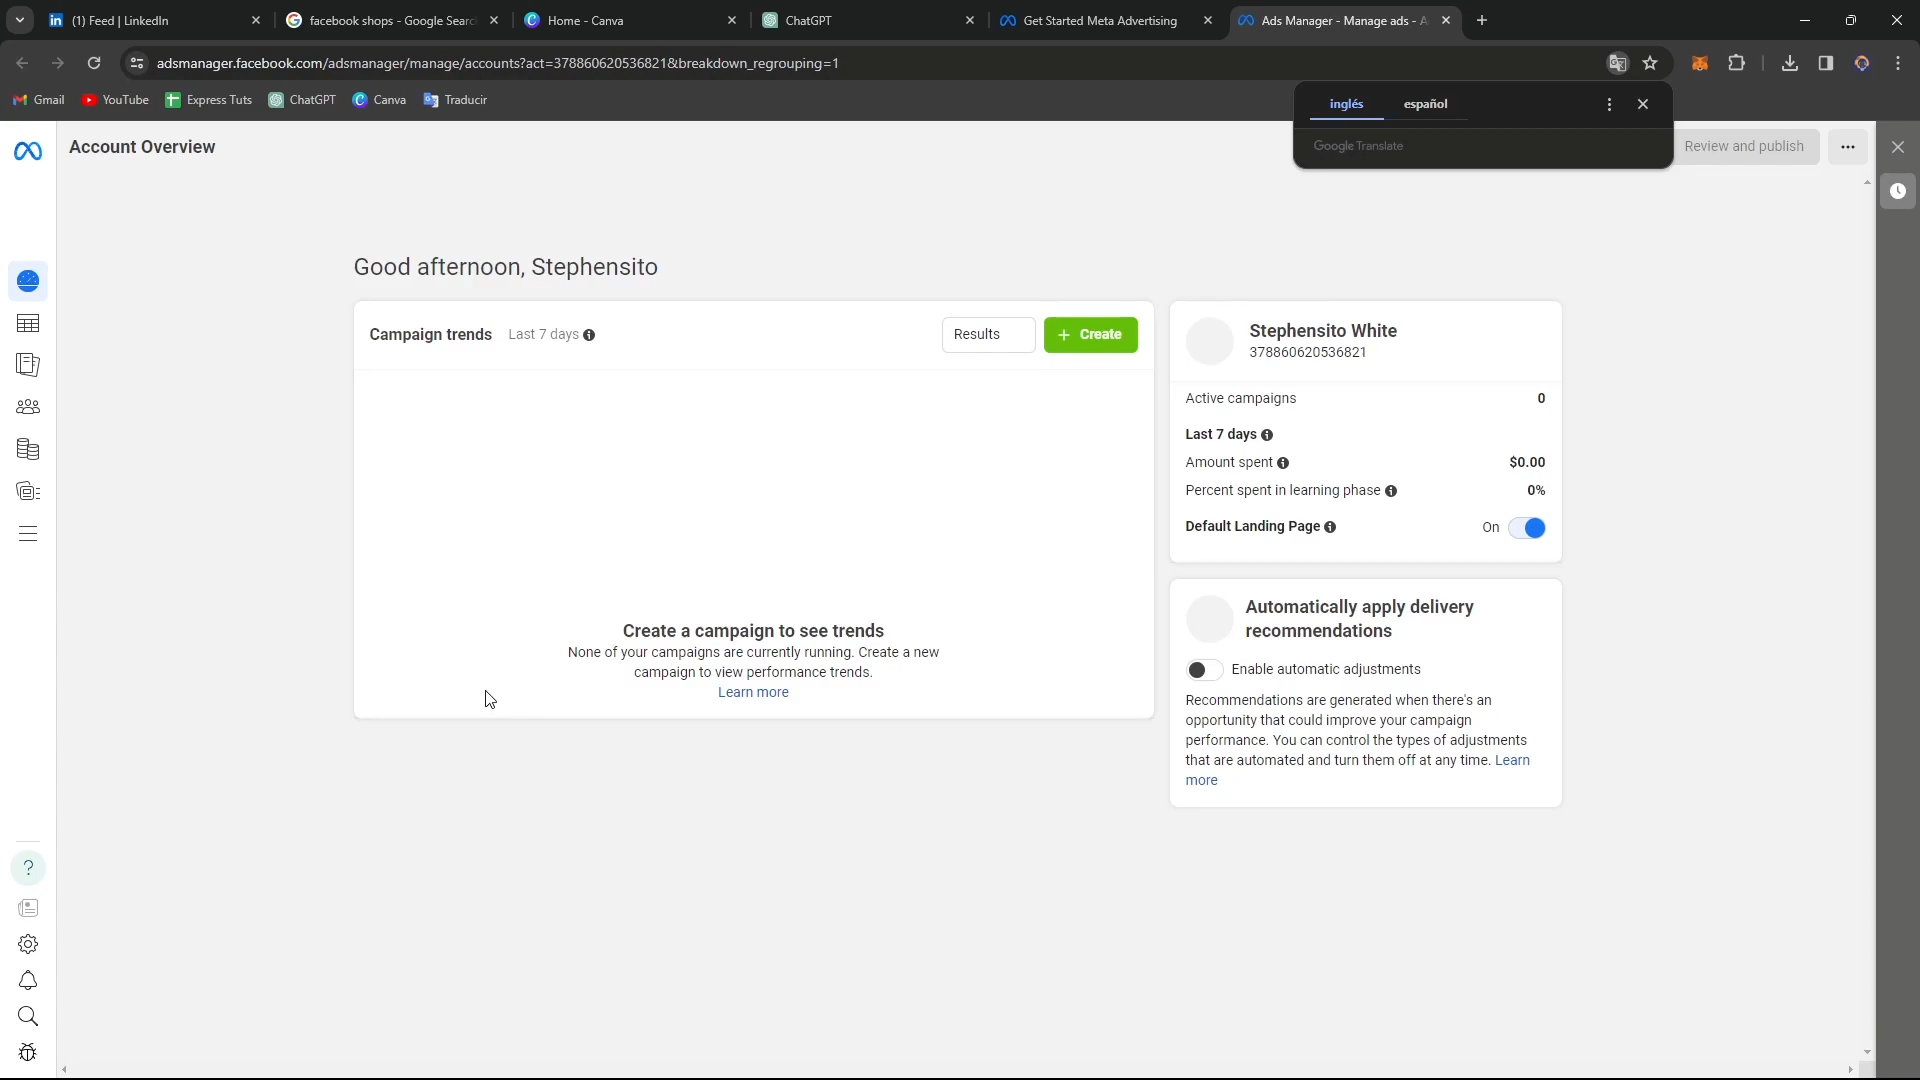 (1) Feed | LinkedIn
facebook shops - Google Searc
Home - Canva
ChatGPT
Get Started Meta Advertising
Ads Manager - Manage ads - A
adsmanager.facebook.com/adsmanager/manage/accounts?act=378860620536821&breakdown_regrouping=1
Gmail
YouTube
Express Tuts
ChatGPT
Canva
Traducir
inglés
español
Google Translate
Account Overview
Review and publish
Good afternoon, Stephensito
Campaign trends
Last 7 days
Results
+ Create
Create a campaign to see trends
None of your campaigns are currently running. Create a new
campaign to view performance trends.
Learn more
Stephensito White
378860620536821
Active campaigns 0
Last 7 days
Amount spent $0.00
Percent spent in learning phase 0%
Default Landing Page On
Automatically apply delivery
recommendations
Enable automatic adjustments
Recommendations are generated when there's an
opportunity that could improve your campaign
performance. You can control the types of adjustments
that are automated and turn them off at any time. Learn
more